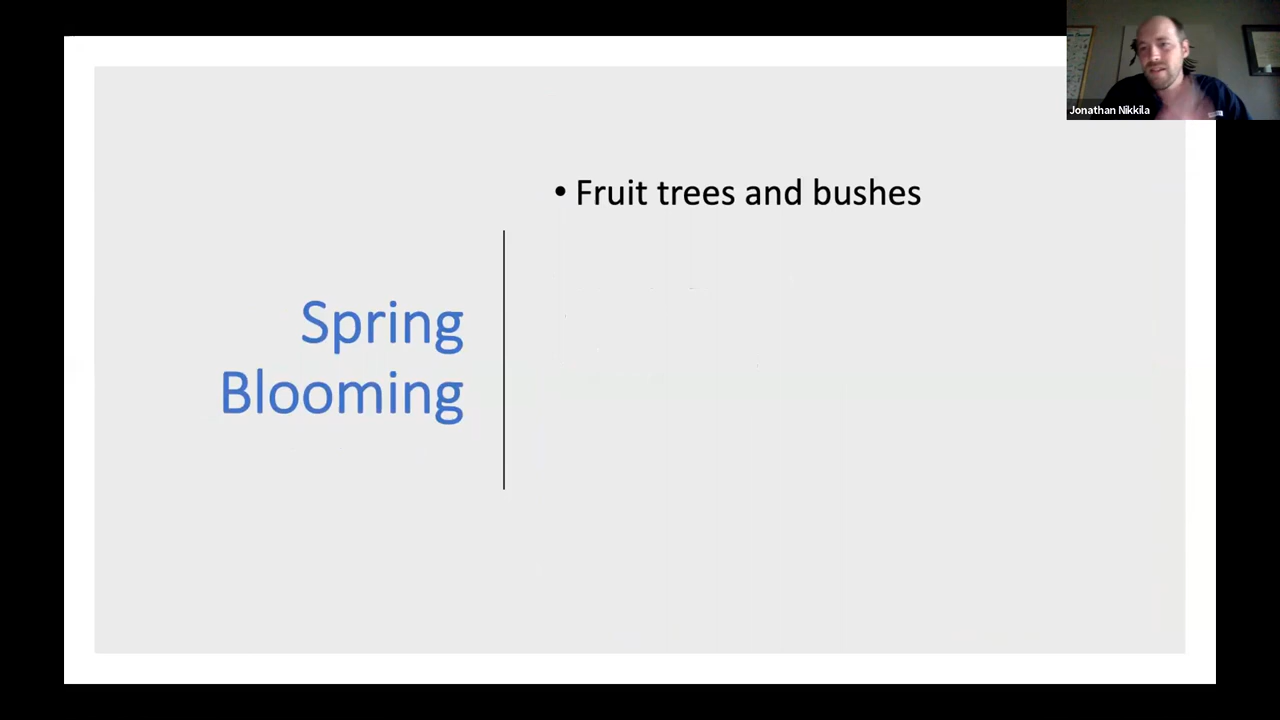 Jonathan Nikkila
• Fruit trees and bushes
Spring
Blooming